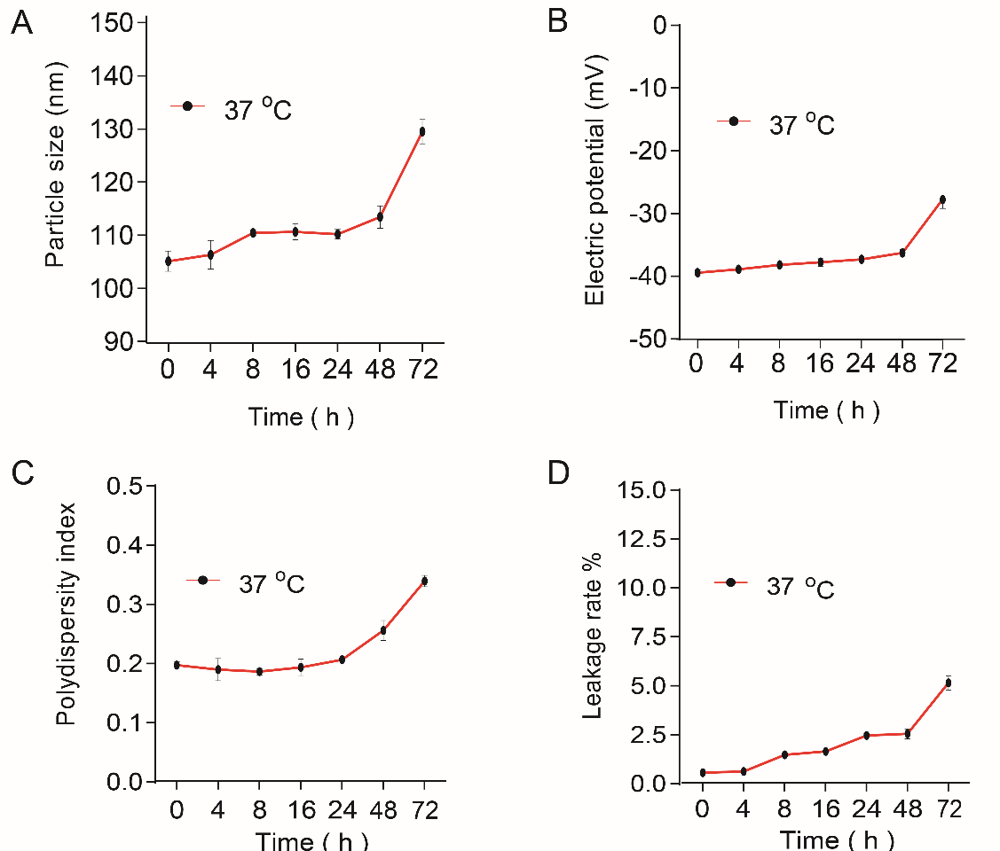 A
Particle size (nm)
150
140
130
120
110
100
90
37 °C
0 4 8 16 24 48 72
Time ( h )
B
Electric potential (mV)
0
-10
-20
-30
-40
-50
37 °C
0 4 8 16 24 48 72
Time ( h )
C
Polydispersity index
0.5
0.4
0.3
0.2
0.1
0.0
37 °C
0 4 8 16 24 48 72
Time ( h )
D
Leakage rate %
15.0
12.5
10.0
7.5
5.0
2.5
0.0
37 °C
0 4 8 16 24 48 72
Time ( h )